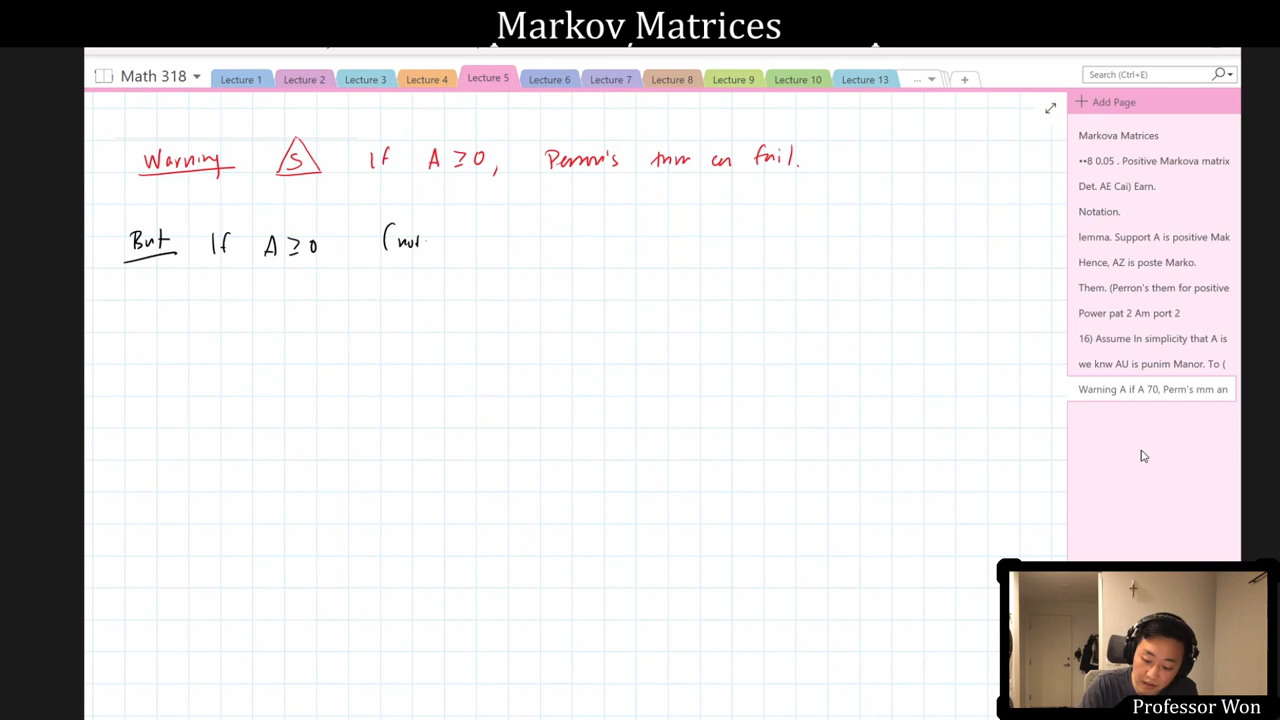 Markov Matrices
Math 318
Lecture 1
Lecture 2
Lecture 3
Lecture 4
Lecture 5
Lecture 6
Lecture 7
Lecture 8
Lecture 9
Lecture 10
Lecture 13
...
Search (Ctrl+E)
Add Page
Warning S If A ≥ 0, Perron's thm can fail.
But If A ≥ 0 (not
Markova Matrices
••8 0.05 . Positive Markova matrix
Det. AE Cai) Earn.
Notation.
lemma. Support A is positive Mak
Hence, AZ is poste Marko.
Them. (Perron's them for positive
Power pat 2 Am port 2
16) Assume In simplicity that A is
we knw AU is punim Manor. To (
Warning A if A 70, Perm's mm an
Professor Won